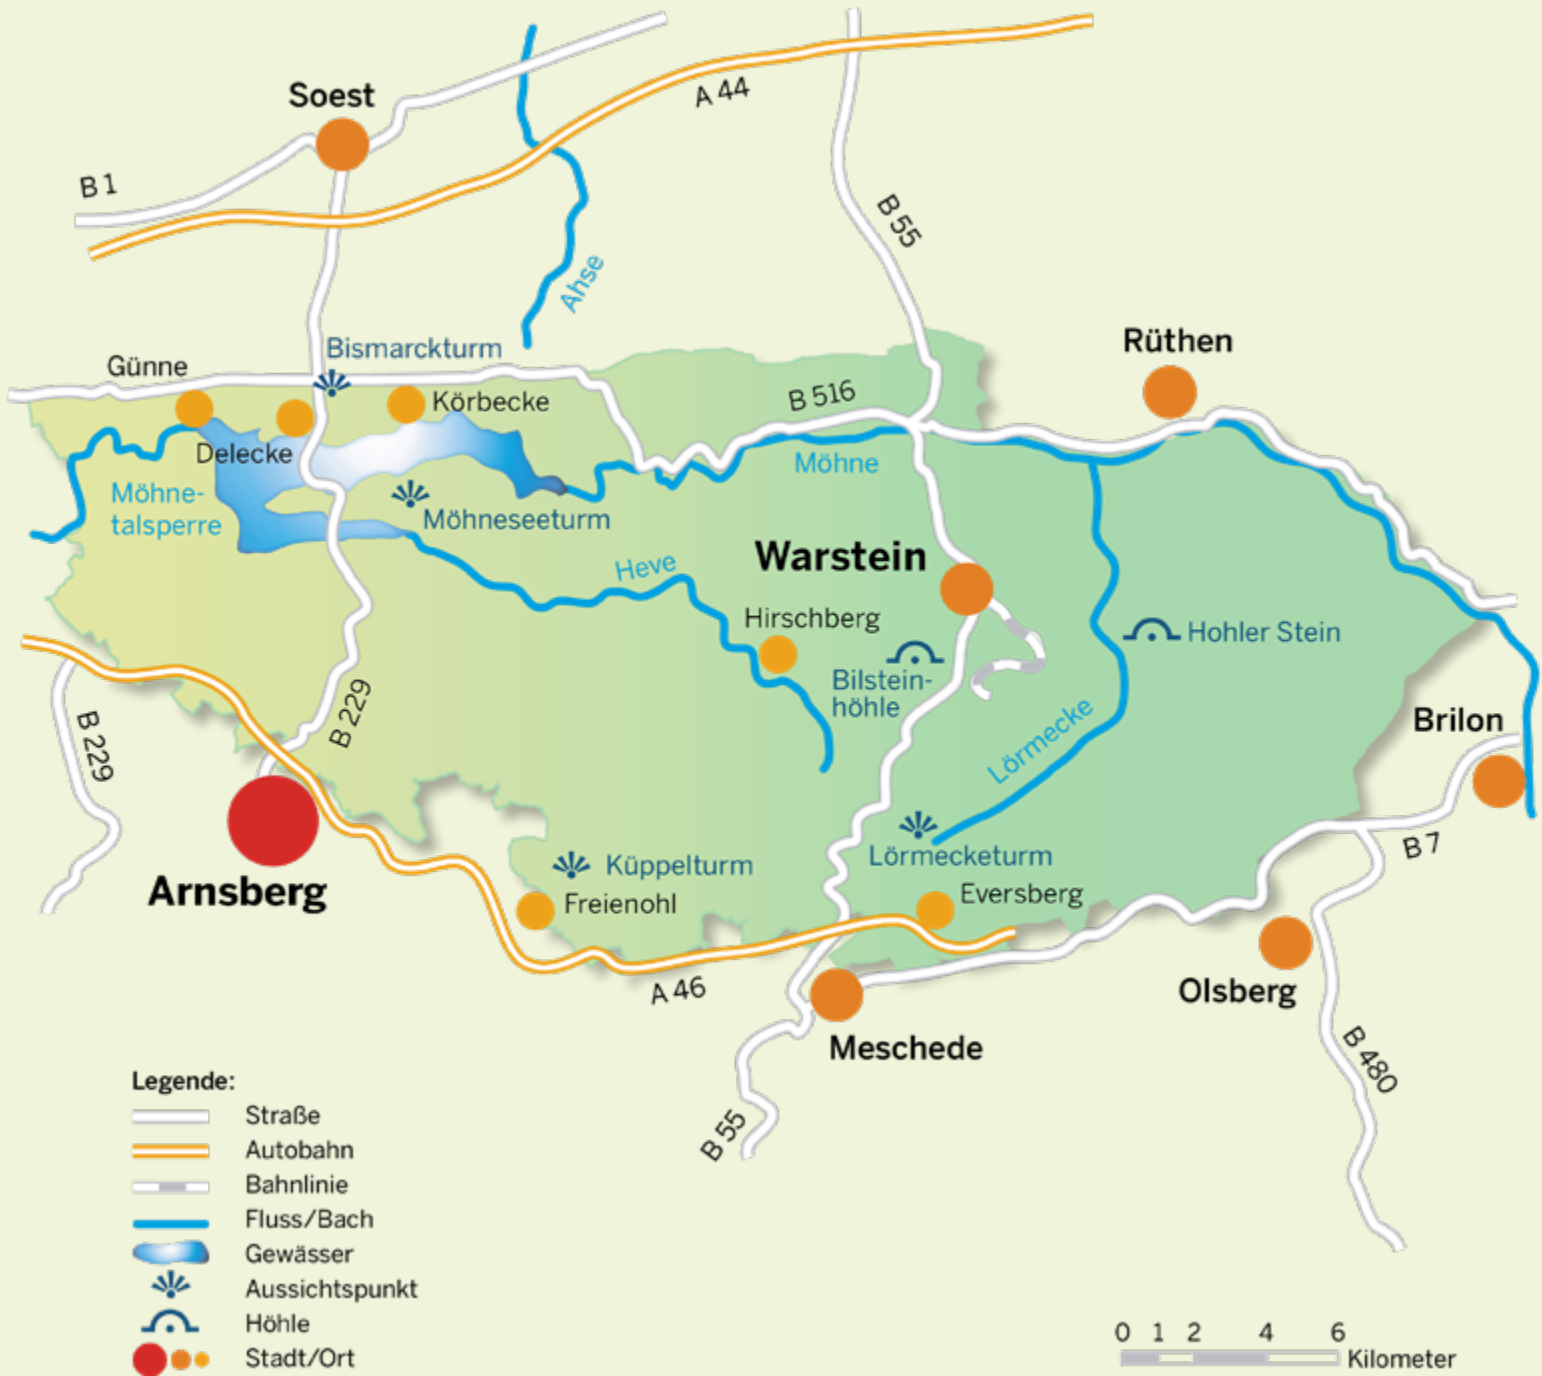 Soest
A 44
B 1
B 55
Ahse
Rüthen
Bismarckturm
Günne
Körbecke
B 516
Delecke
Möhne
Möhne-
talsperre
Möhneseeturm
Warstein
Heve
Hirschberg
Hohler Stein
Bilstein-
höhle
B 229
B 229
Lörmecke
Brilon
Arnsberg
Küppelturm
Lörmecketurm
B 7
Freienohl
Eversberg
A 46
Olsberg
Meschede
B 480
B 55
Legende:
Straße
Autobahn
Bahnlinie
Fluss/Bach
Gewässer
Aussichtspunkt
Höhle
Stadt/Ort
0 1 2 4 6
Kilometer